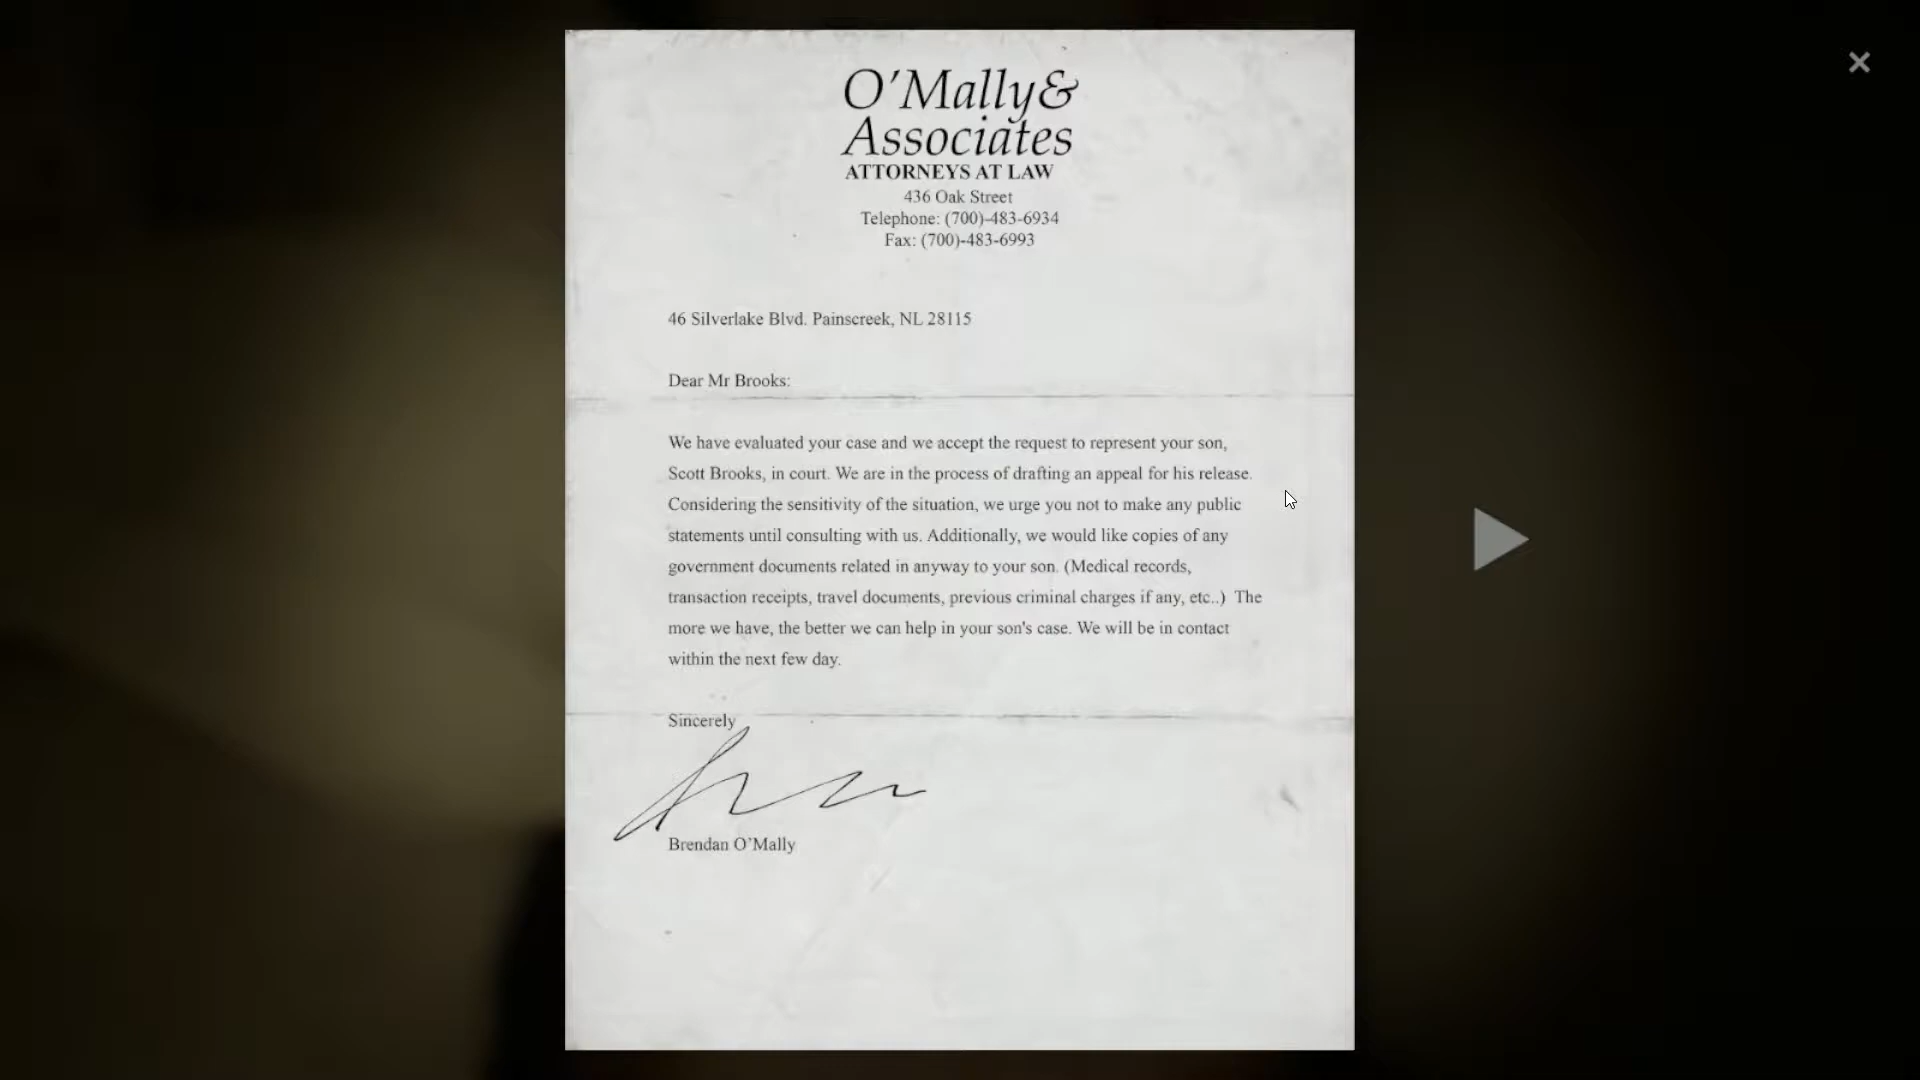 O'Mally&
Associates
ATTORNEYS AT LAW
436 Oak Street
Telephone: (700)-483-6934
Fax: (700)-483-6993
46 Silverlake Blvd. Painscreek, NL 28115
Dear Mr Brooks:
We have evaluated your case and we accept the request to represent your son,
Scott Brooks, in court. We are in the process of drafting an appeal for his release.
Considering the sensitivity of the situation, we urge you not to make any public
statements until consulting with us. Additionally, we would like copies of any
government documents related in anyway to your son. (Medical records,
transaction receipts, travel documents, previous criminal charges if any, etc..)  The
more we have, the better we can help in your son's case. We will be in contact
within the next few day.
Sincerely
Brendan O’Mally